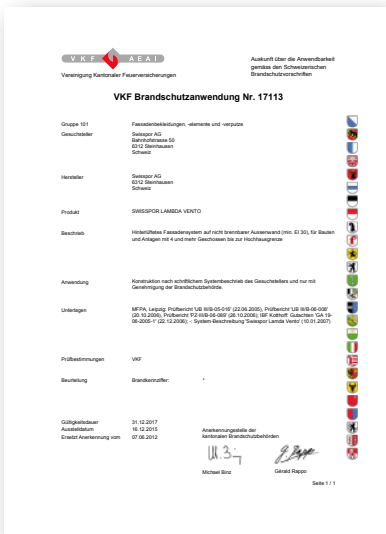 VKF AEAI
Vereinigung Kantonaler Feuerversicherungen
Auskunft über die Anwendbarkeit
gemäss den Schweizerischen
Brandschutzvorschriften
VKF Brandschutzanwendung Nr. 17113
Gruppe 101 Fassadenbekleidungen, -elemente und -verputze
Gesuchsteller Swisspor AG
Bahnhofstrasse 50
6312 Steinhausen
Schweiz
Hersteller Swisspor AG
6312 Steinhausen
Schweiz
Produkt SWISSPOR LAMBDA VENTO
Beschrieb Hinterlüftetes Fassadensystem auf nicht brennbarer Aussenwand (min. EI 30), für Bauten
und Anlagen mit 4 und mehr Geschossen bis zur Hochhausgrenze
Anwendung Konstruktion nach schriftlichem Systembeschrieb des Gesuchstellers und nur mit
Genehmigung der Brandschutzbehörde.
Unterlagen MFPA, Leipzig: Prüfbericht 'UB III/B-05-016' (22.06.2005), Prüfbericht 'UB III/B-06-008'
(20.10.2006), Prüfbericht 'PZ-III/B-06-089' (26.10.2006); IBF Kotthoff: Gutachten 'GA 19-
06-2005-1' (22.12.2006); -: System-Beschreibung 'Swisspor Lamda Vento' (10.01.2007)
Prüfbestimmungen VKF
Beurteilung Brandkennziffer: *
Gültigkeitsdauer 31.12.2017
Ausstelldatum 16.12.2015 Anerkennungsstelle der
Ersetzt Anerkennung vom 07.06.2012 kantonalen Brandschutzbehörden
Michael Binz Gérald Rappo
Seite 1 / 1